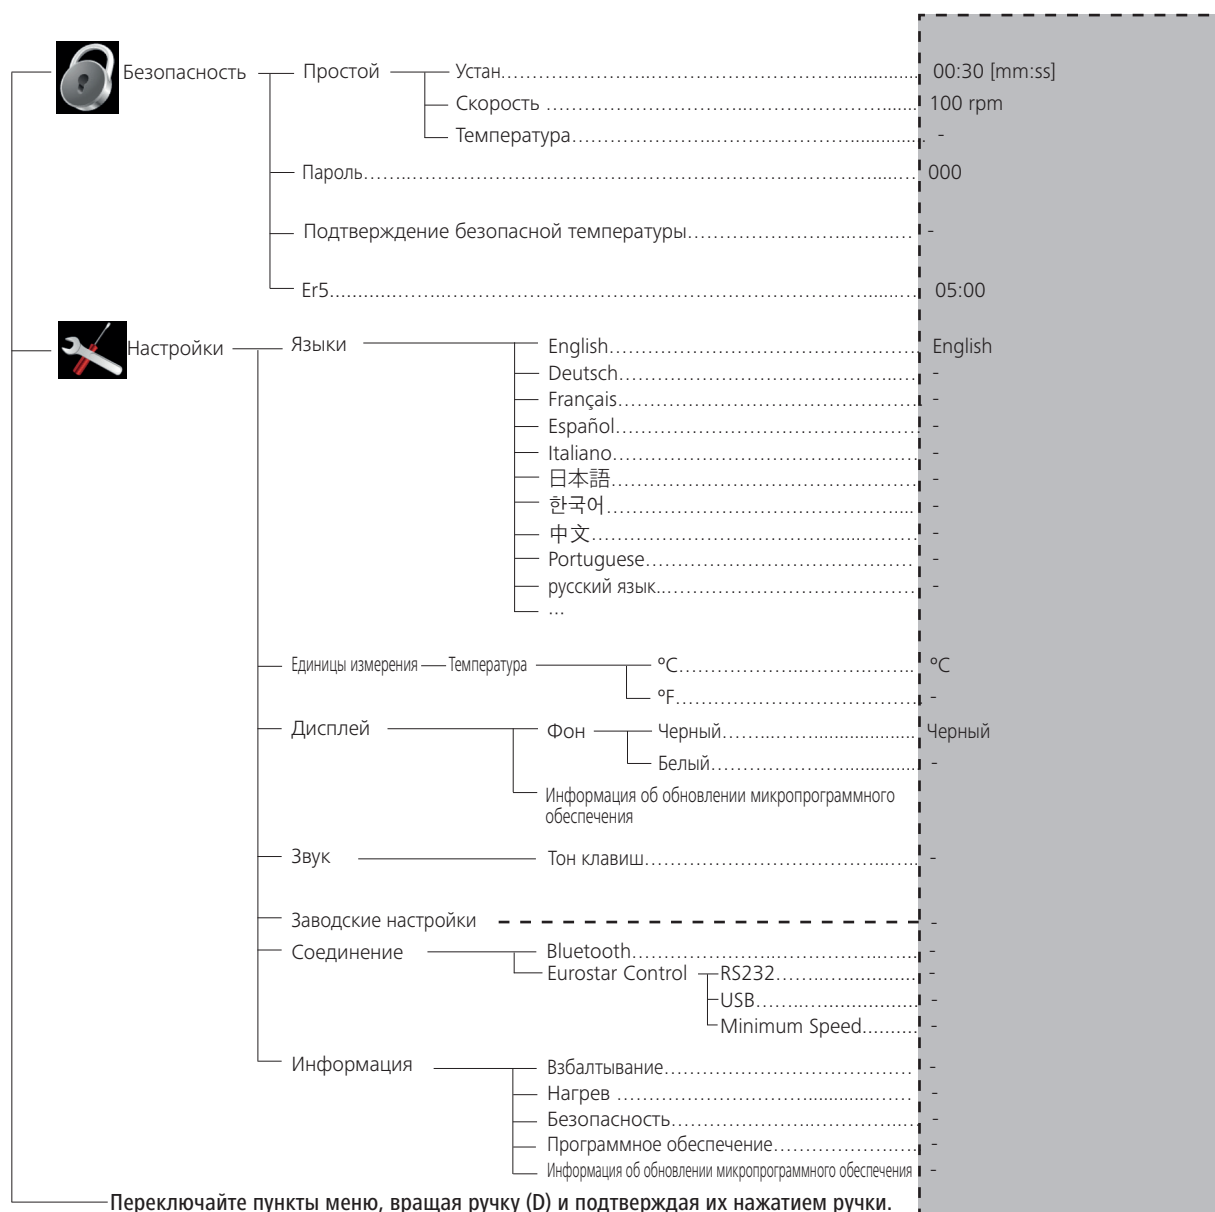 Безопасность Простой Устан. 00:30 [mm:ss]
Скорость 100 rpm
Температура -
Пароль 000
Подтверждение безопасной температуры -
Er5 05:00
Настройки Языки English English
Deutsch -
Français -
Español -
Italiano -
日本語 -
한국어 -
中文 -
Portuguese -
русский язык -
...
Единицы измерения Температура °C °C
°F -
Дисплей Фон Черный Черный
Белый -
Информация об обновлении микропрограммного
обеспечения
Звук Тон клавиш -
Заводские настройки -
Соединение Bluetooth -
Eurostar Control RS232 -
USB -
Minimum Speed -
Информация Взбалтывание -
Нагрев -
Безопасность -
Программное обеспечение -
Информация об обновлении микропрограммного обеспечения -
Переключайте пункты меню, вращая ручку (D) и подтверждая их нажатием ручки.